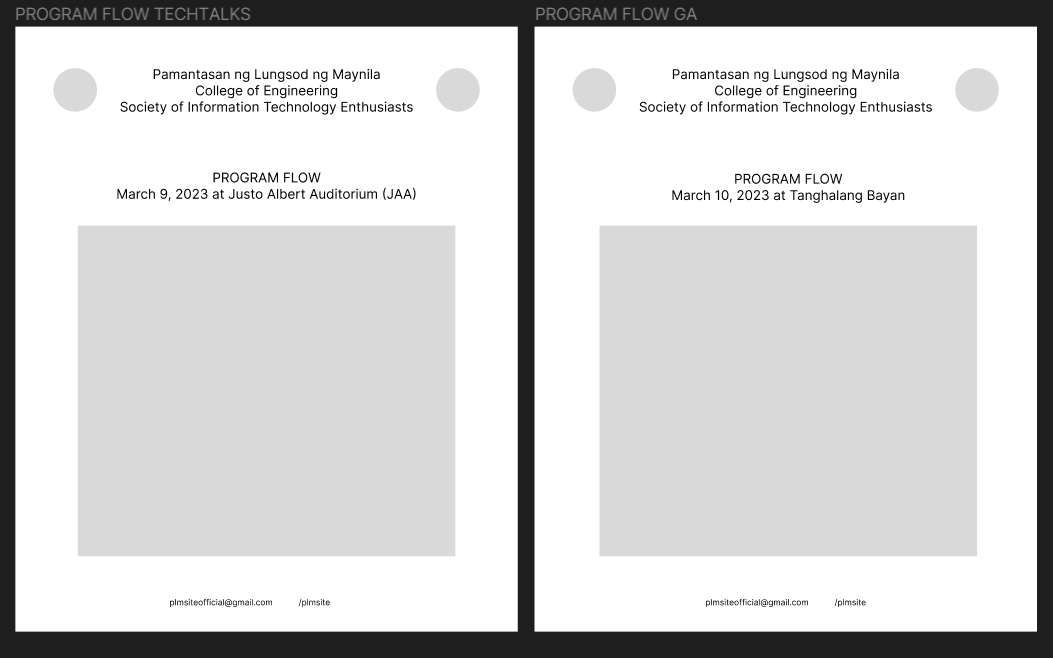 PROGRAM FLOW TECHTALKS
Pamantasan ng Lungsod ng Maynila
College of Engineering
Society of Information Technology Enthusiasts
PROGRAM FLOW
March 9, 2023 at Justo Albert Auditorium (JAA)
plmsiteofficial@gmail.com /plmsite
PROGRAM FLOW GA
Pamantasan ng Lungsod ng Maynila
College of Engineering
Society of Information Technology Enthusiasts
PROGRAM FLOW
March 10, 2023 at Tanghalang Bayan
plmsiteofficial@gmail.com /plmsite